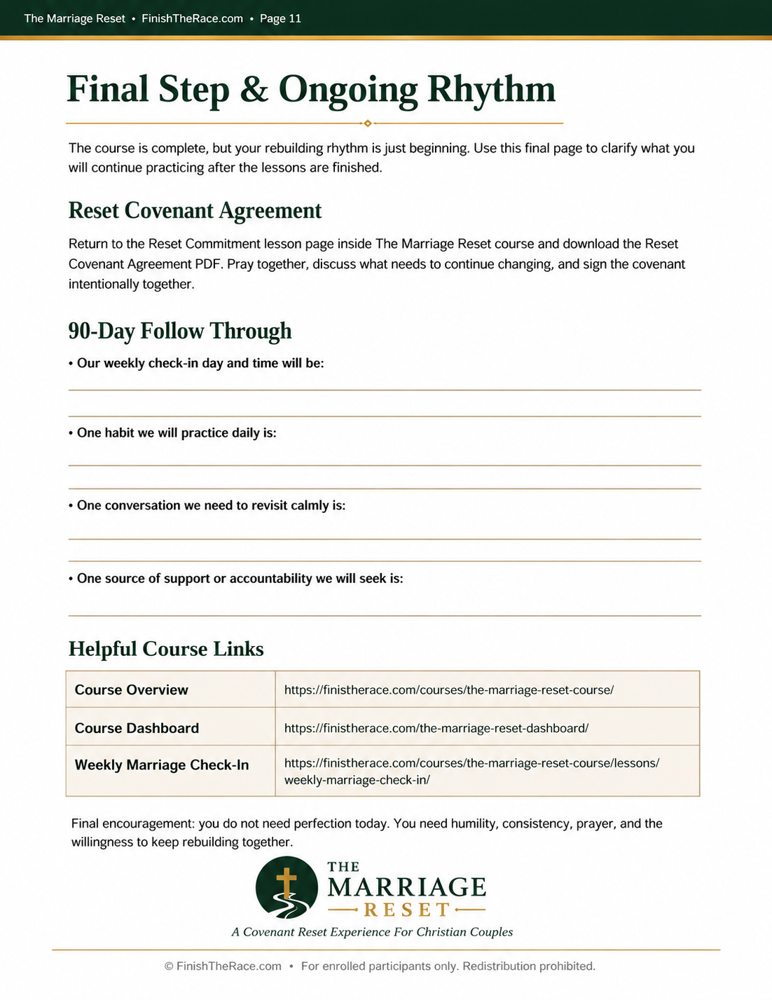 The Marriage Reset • FinishTheRace.com • Page 11
Final Step & Ongoing Rhythm
The course is complete, but your rebuilding rhythm is just beginning. Use this final page to clarify what you
will continue practicing after the lessons are finished.
Reset Covenant Agreement
Return to the Reset Commitment lesson page inside The Marriage Reset course and download the Reset
Covenant Agreement PDF. Pray together, discuss what needs to continue changing, and sign the covenant
intentionally together.
90-Day Follow Through
• Our weekly check-in day and time will be:
• One habit we will practice daily is:
• One conversation we need to revisit calmly is:
• One source of support or accountability we will seek is:
Helpful Course Links
Course Overview https://finistherace.com/courses/the-marriage-reset-course/
Course Dashboard https://finistherace.com/the-marriage-reset-dashboard/
Weekly Marriage Check-In https://finistherace.com/courses/the-marriage-reset-course/lessons/
weekly-marriage-check-in/
Final encouragement: you do not need perfection today. You need humility, consistency, prayer, and the
willingness to keep rebuilding together.
THE
MARRIAGE
RESET
A Covenant Reset Experience For Christian Couples
© FinishTheRace.com • For enrolled participants only. Redistribution prohibited.